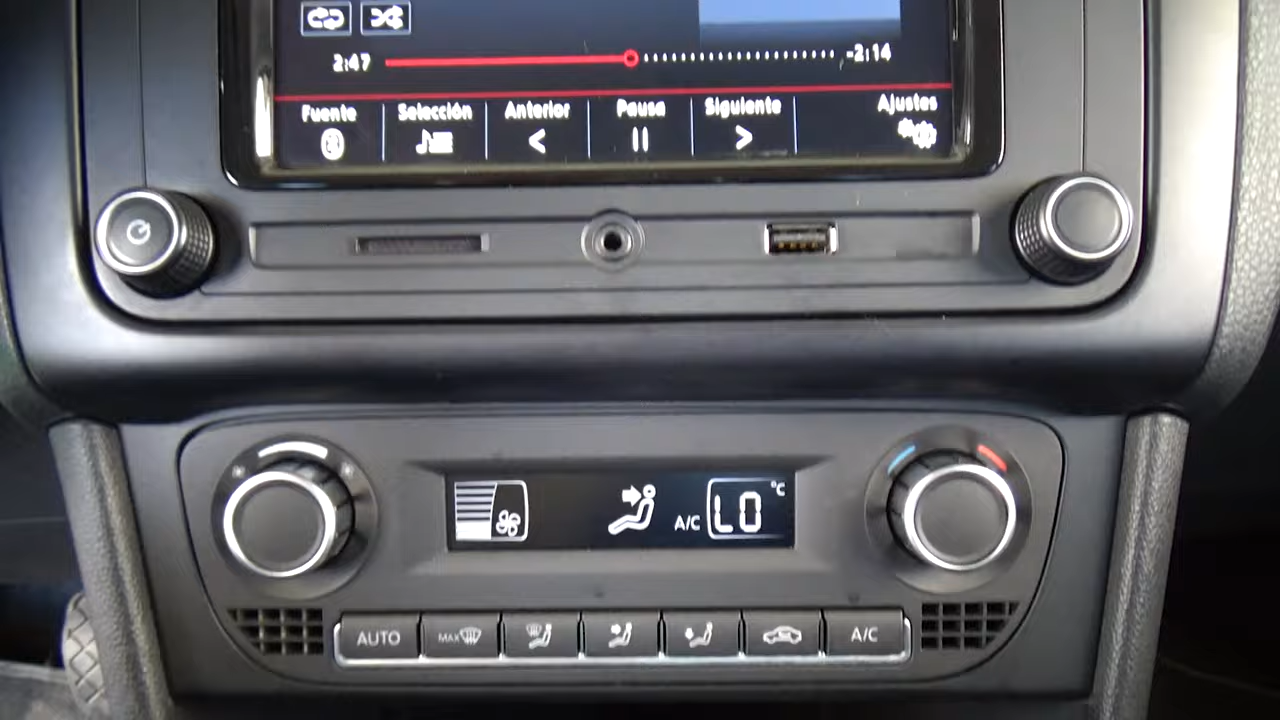 2:47
-2:14
Fuente
Selección
Anterior
Pausa
Siguiente
Ajustes
A/C
LO
°C
AUTO
MAX
A/C